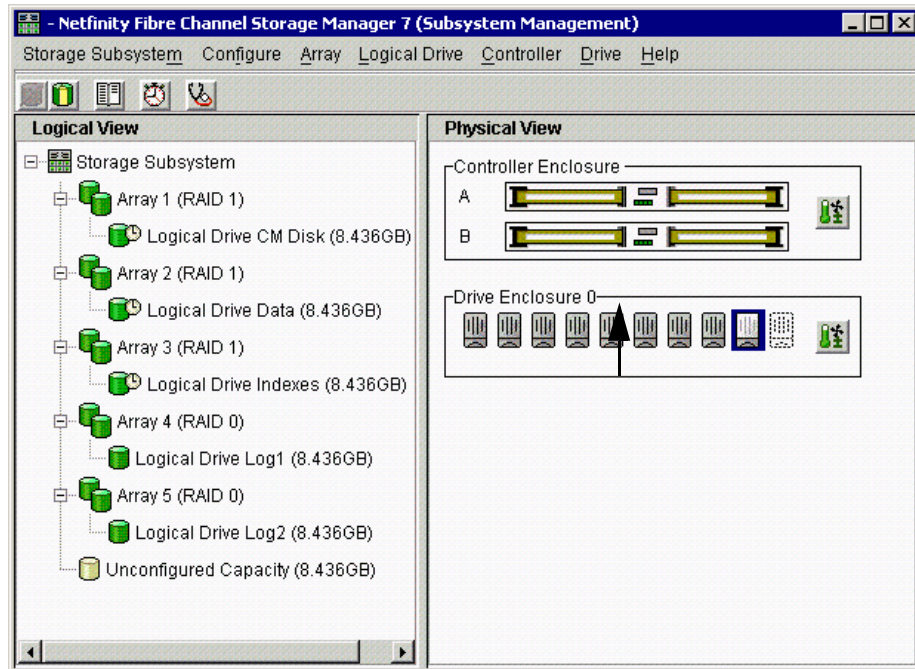 - Netfinity Fibre Channel Storage Manager 7 (Subsystem Management)
Storage Subsystem Configure Array Logical Drive Controller Drive Help
Logical View
Storage Subsystem
Array 1 (RAID 1)
Logical Drive CM Disk (8.436GB)
Array 2 (RAID 1)
Logical Drive Data (8.436GB)
Array 3 (RAID 1)
Logical Drive Indexes (8.436GB)
Array 4 (RAID 0)
Logical Drive Log1 (8.436GB)
Array 5 (RAID 0)
Logical Drive Log2 (8.436GB)
Unconfigured Capacity (8.436GB)
Physical View
Controller Enclosure
A
B
Drive Enclosure 0